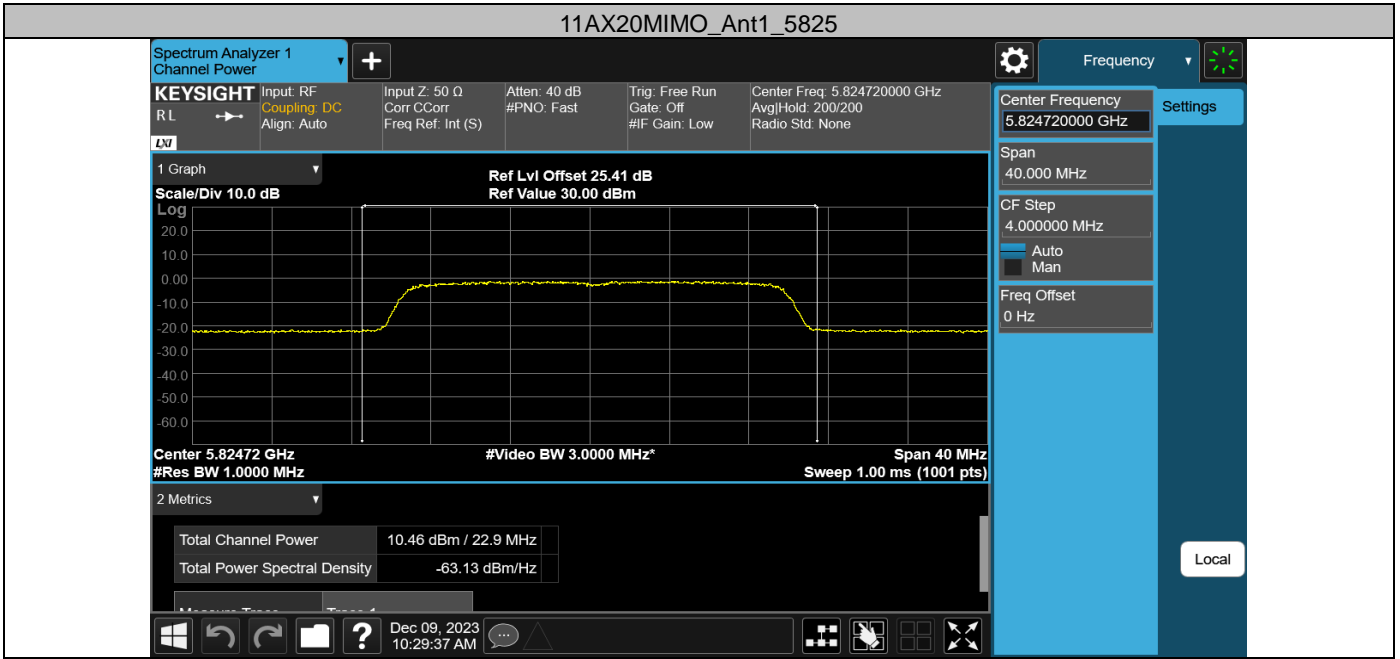 11AX20MIMO_Ant1_5825
Spectrum Analyzer 1
Channel Power
Frequency
KEYSIGHT
R L
LXI
Input: RF
Coupling: DC
Align: Auto
Input Z: 50 Ω
Corr CCorr
Freq Ref: Int (S)
Atten: 40 dB
#PNO: Fast
Trig: Free Run
Gate: Off
#IF Gain: Low
Center Freq: 5.824720000 GHz
Avg|Hold: 200/200
Radio Std: None
Center Frequency
5.824720000 GHz
Settings
Span
40.000 MHz
CF Step
4.000000 MHz
Auto
Man
Freq Offset
0 Hz
Local
1 Graph
Scale/Div 10.0 dB
Ref Lvl Offset 25.41 dB
Ref Value 30.00 dBm
Log
20.0
10.0
0.00
-10.0
-20.0
-30.0
-40.0
-50.0
-60.0
Center 5.82472 GHz
#Video BW 3.0000 MHz*
Span 40 MHz
#Res BW 1.0000 MHz
Sweep 1.00 ms (1001 pts)
2 Metrics
Total Channel Power 10.46 dBm / 22.9 MHz
Total Power Spectral Density -63.13 dBm/Hz
Measure Trace Trace 1
?
Dec 09, 2023
10:29:37 AM